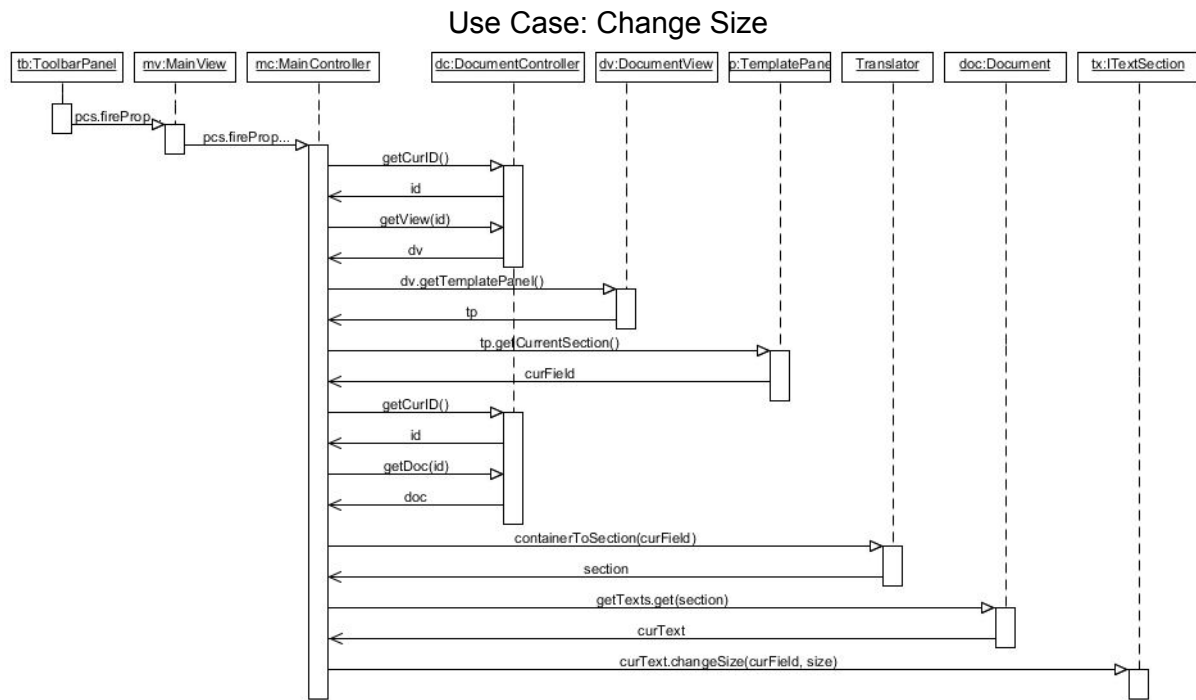 Use Case: Change Size
tb:ToolbarPanel mv:MainView mc:MainController dc:DocumentController dv:DocumentView p:TemplatePane Translator doc:Document tx:ITextSection
pcs.fireProp...
pcs.fireProp...
getCurID()
id
getView(id)
dv
dv.getTemplatePanel()
tp
tp.getCurrentSection()
curField
getCurID()
id
getDoc(id)
doc
containerToSection(curField)
section
getTexts.get(section)
curText
curText.changeSize(curField, size)